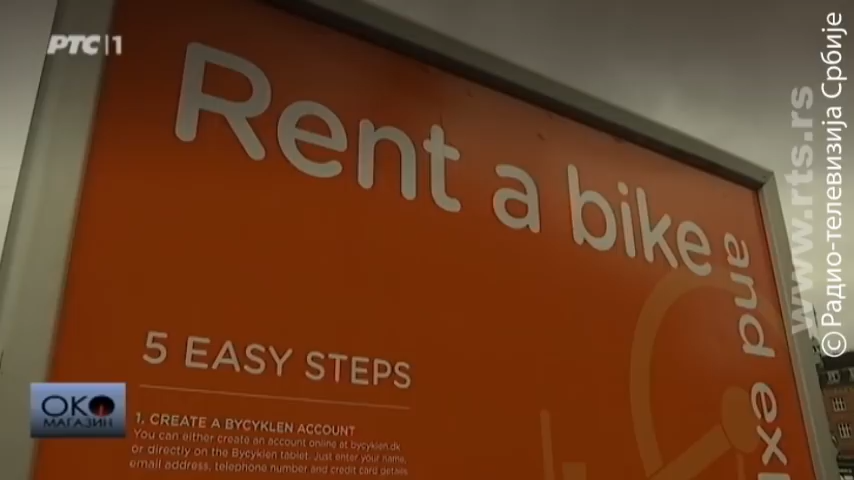 РТС|1
Rent a bike
and exp
5 EASY STEPS
1. CREATE A BYCYKLEN ACCOUNT
You can either create an account online at bycyklen.dk
or directly on the Bycyklen tablet. Just enter your name,
email address, telephone number and credit card details
ОКО
МАГАЗИН
www.rts.rs
© Радио-телевизија Србије